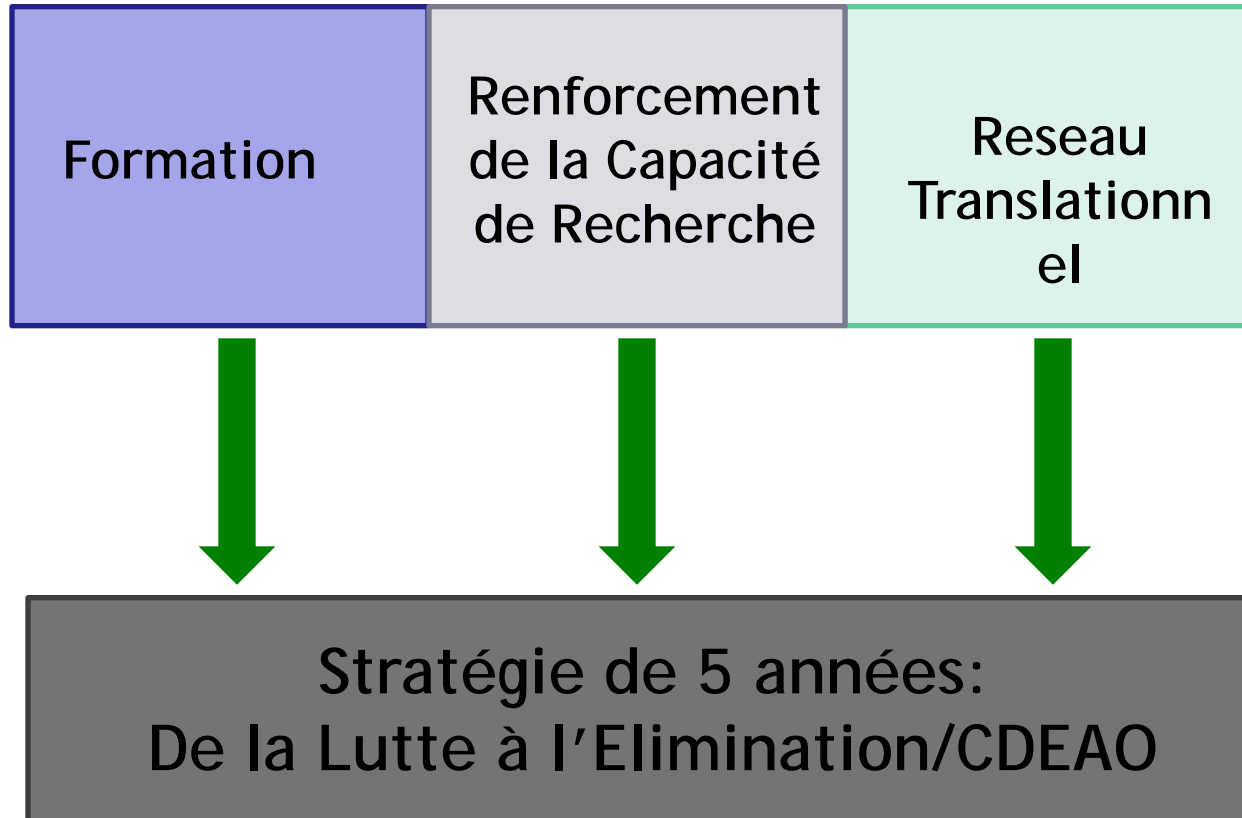 Formation
Renforcement
de la Capacité
de Recherche
Reseau
Translationn
el
Stratégie de 5 années:
De la Lutte à l’Elimination/CDEAO